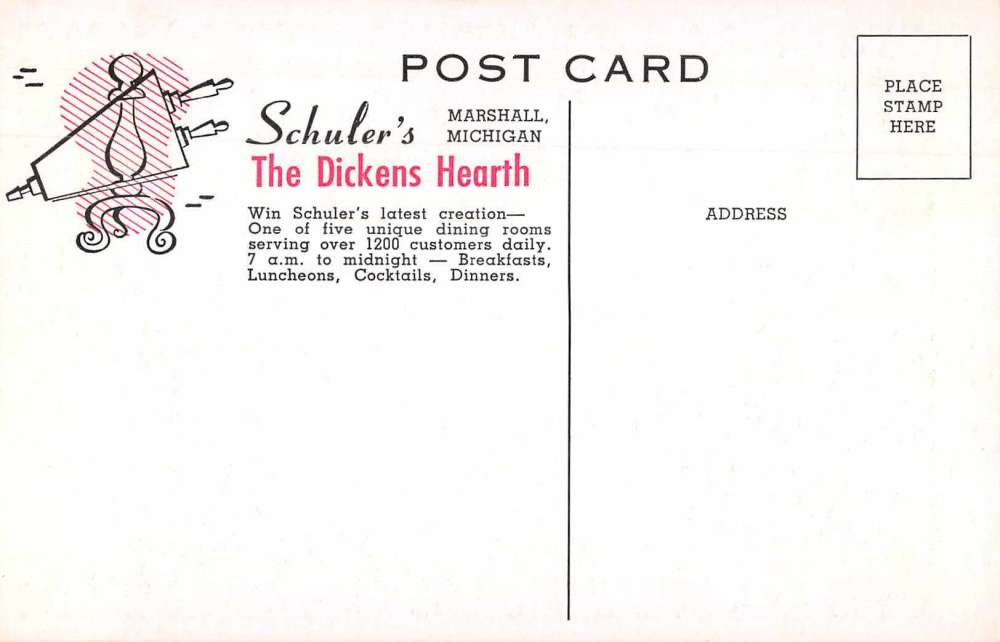 POST CARD
PLACE
STAMP
HERE
Schuler's
MARSHALL,
MICHIGAN
The Dickens Hearth
Win Schuler's latest creation—
One of five unique dining rooms
serving over 1200 customers daily.
7 a.m. to midnight — Breakfasts,
Luncheons, Cocktails, Dinners.
ADDRESS